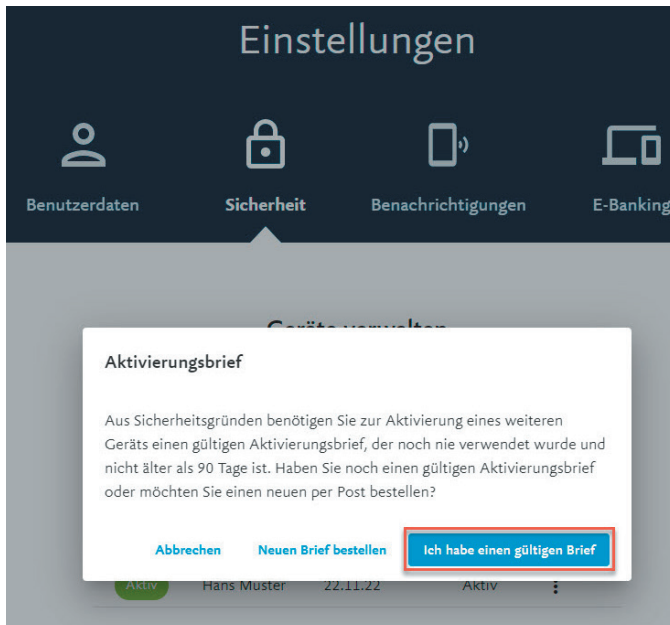 Einstellungen
Benutzerdaten
Sicherheit
Benachrichtigungen
E-Banking
Geräte verwalten
Aktivierungsbrief
Aus Sicherheitsgründen benötigen Sie zur Aktivierung eines weiteren
Geräts einen gültigen Aktivierungsbrief, der noch nie verwendet wurde und
nicht älter als 90 Tage ist. Haben Sie noch einen gültigen Aktivierungsbrief
oder möchten Sie einen neuen per Post bestellen?
Abbrechen Neuen Brief bestellen Ich habe einen gültigen Brief
Aktiv Hans Muster 22.11.22 Aktiv